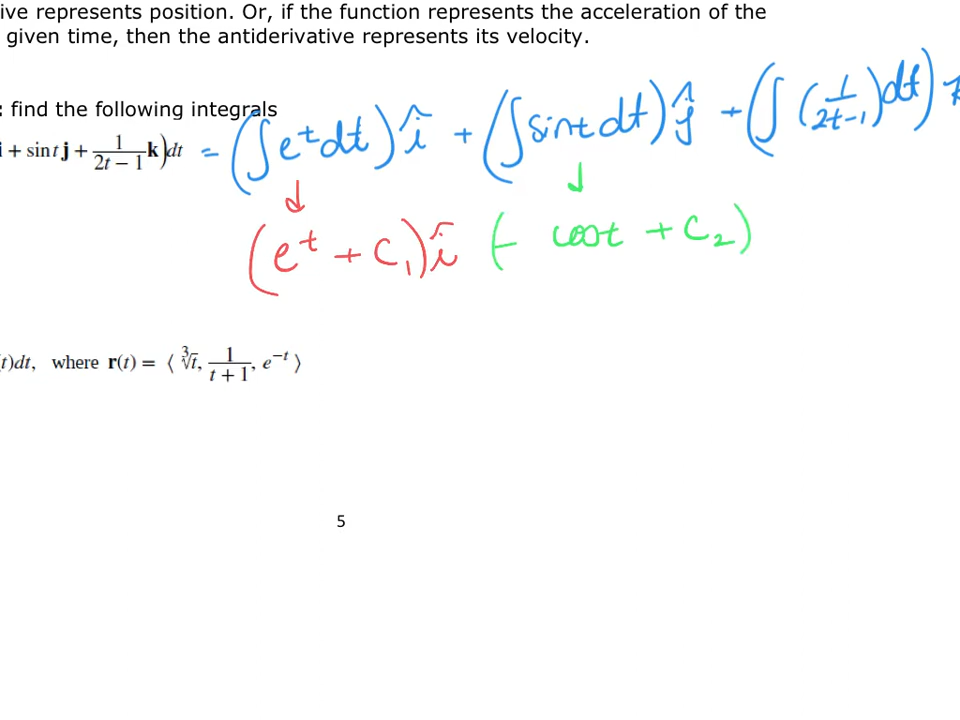 ive represents position. Or, if the function represents the acceleration of the
given time, then the antiderivative represents its velocity.
: find the following integrals
i + sin t j + 1/(2t − 1) k) dt = (∫e^t dt) î + (∫sint dt) ĵ + (∫(1/(2t-1)) dt)
↓ ↓
(e^t + C₁) î (- cost + C₂)
t)dt, where r(t) = ⟨ ∛t, 1/(t + 1), e^−t ⟩
5